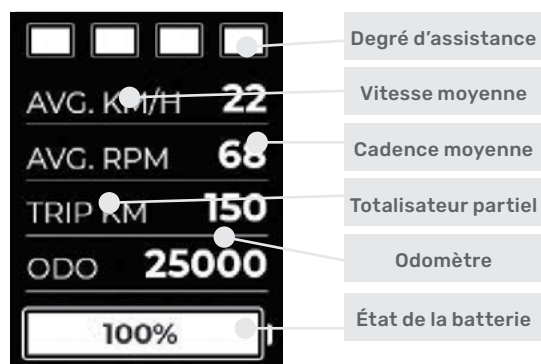 Degré d’assistance
AVG. KM/H 22 Vitesse moyenne
AVG. RPM 68 Cadence moyenne
TRIP KM 150 Totalisateur partiel
ODO 25000 Odomètre
100% État de la batterie